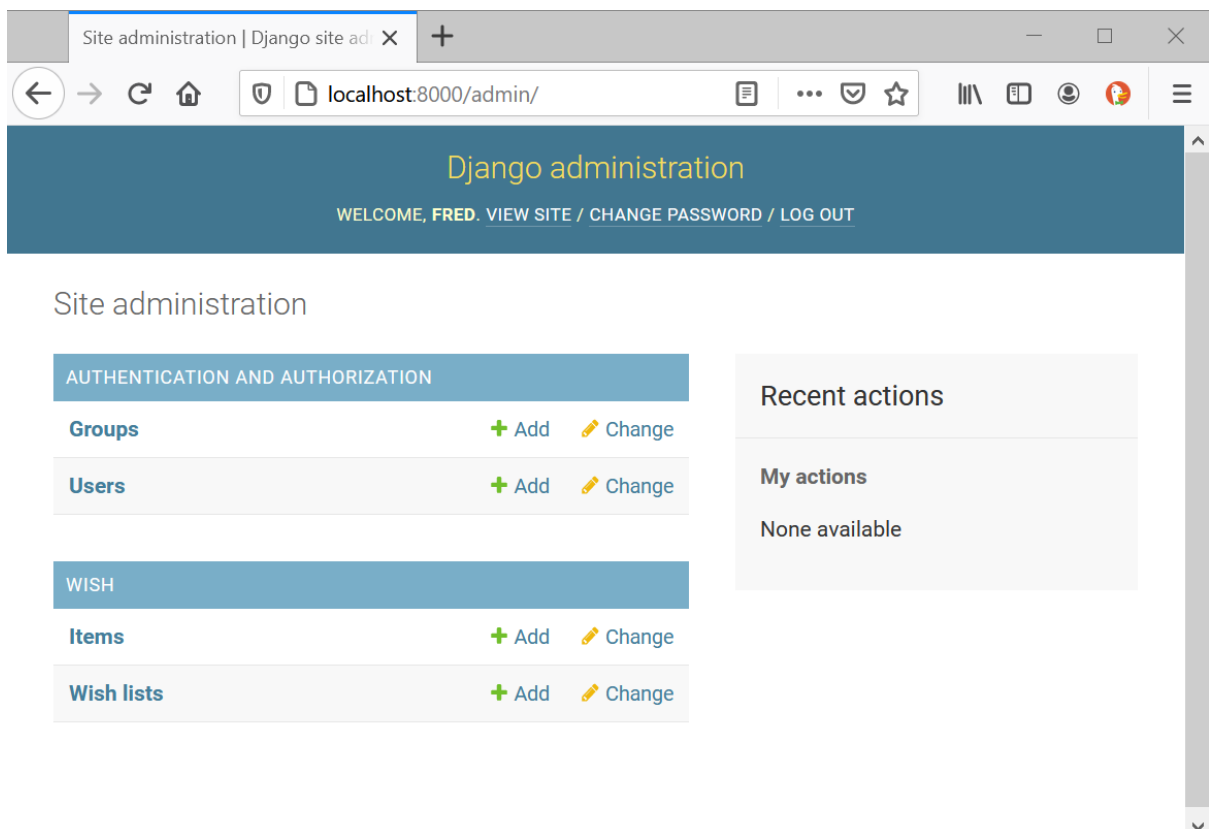 Site administration | Django site ad
localhost:8000/admin/
Django administration
WELCOME, FRED. VIEW SITE / CHANGE PASSWORD / LOG OUT
Site administration
AUTHENTICATION AND AUTHORIZATION
Groups Add Change
Users Add Change
WISH
Items Add Change
Wish lists Add Change
Recent actions
My actions
None available